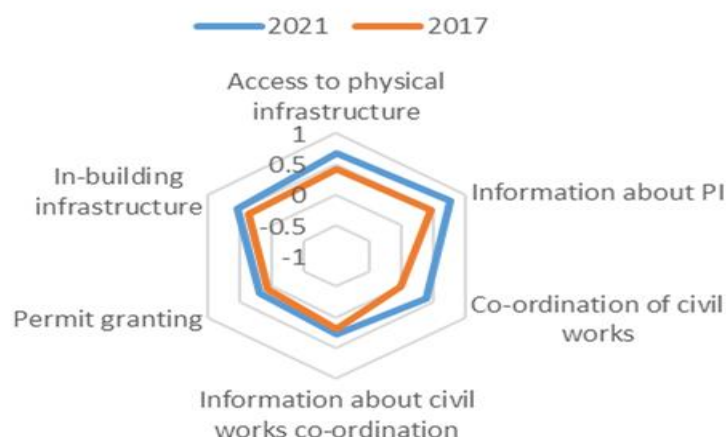 2021 2017
Access to physical
infrastructure
1
0.5
0
-0.5
-1
In-building
infrastructure
Information about PI
Permit granting
Co-ordination of civil
works
Information about civil
works co-ordination